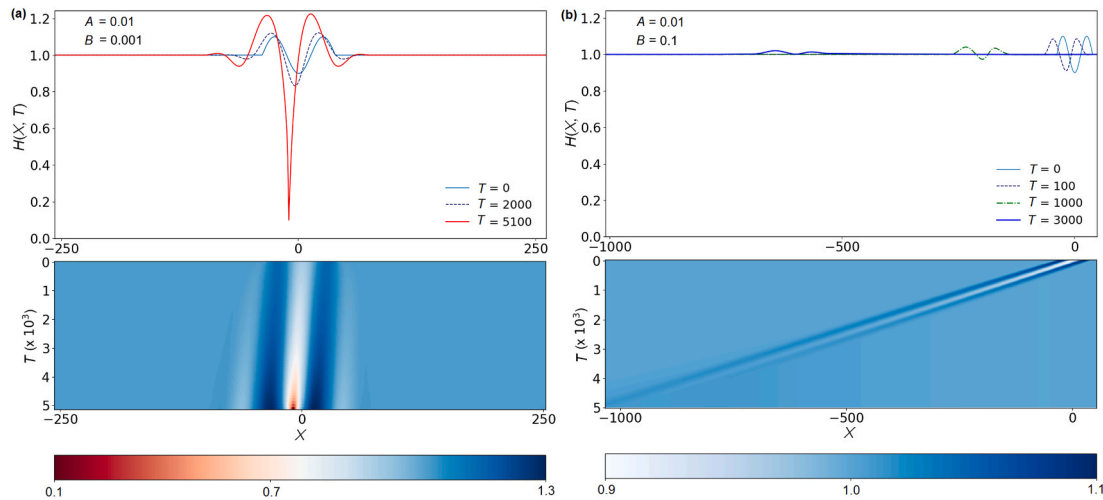 (a)
A = 0.01
B = 0.001
1.2
1.0
0.8
0.6
0.4
0.2
0.0
H(X, T)
T = 0
T = 2000
T = 5100
−250
0
250
0
1
2
3
4
5
T (x 10³)
−250
0
250
X
0.1
0.7
1.3
(b)
A = 0.01
B = 0.1
1.2
1.0
0.8
0.6
0.4
0.2
0.0
H(X, T)
T = 0
T = 100
T = 1000
T = 3000
−1000
−500
0
0
1
2
3
4
5
T (x 10³)
−1000
−500
0
X
0.9
1.0
1.1